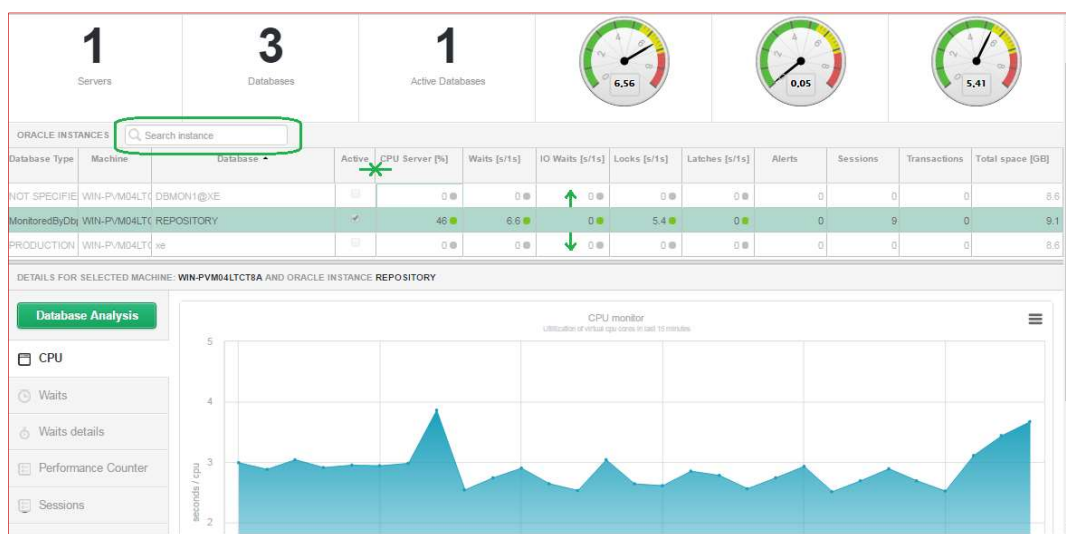 1 3 1
Servers Databases Active Databases
6,56 0,05 5,41
ORACLE INSTANCES Search instance
Database Type Machine Database Active CPU Server [%] Waits [s/1s] IO Waits [s/1s] Locks [s/1s] Latches [s/1s] Alerts Sessions Transactions Total space [GB]
NOT SPECIFIE WIN-PVM04LTC DBMON1@XE 0 0 0 0 0 0 0 0 8.6
MonitoredByDb WIN-PVM04LTC REPOSITORY 46 6.6 0 5.4 0 0 9 0 9.1
PRODUCTION WIN-PVM04LTC xe 0 0 0 0 0 0 0 0 8.6
DETAILS FOR SELECTED MACHINE: WIN-PVM04LTCT8A AND ORACLE INSTANCE REPOSITORY
Database Analysis
CPU
Waits
Waits details
Performance Counter
Sessions
CPU monitor
Utilization of virtual cpu cores in last 15 minutes
5
4
3
2
seconds / cpu